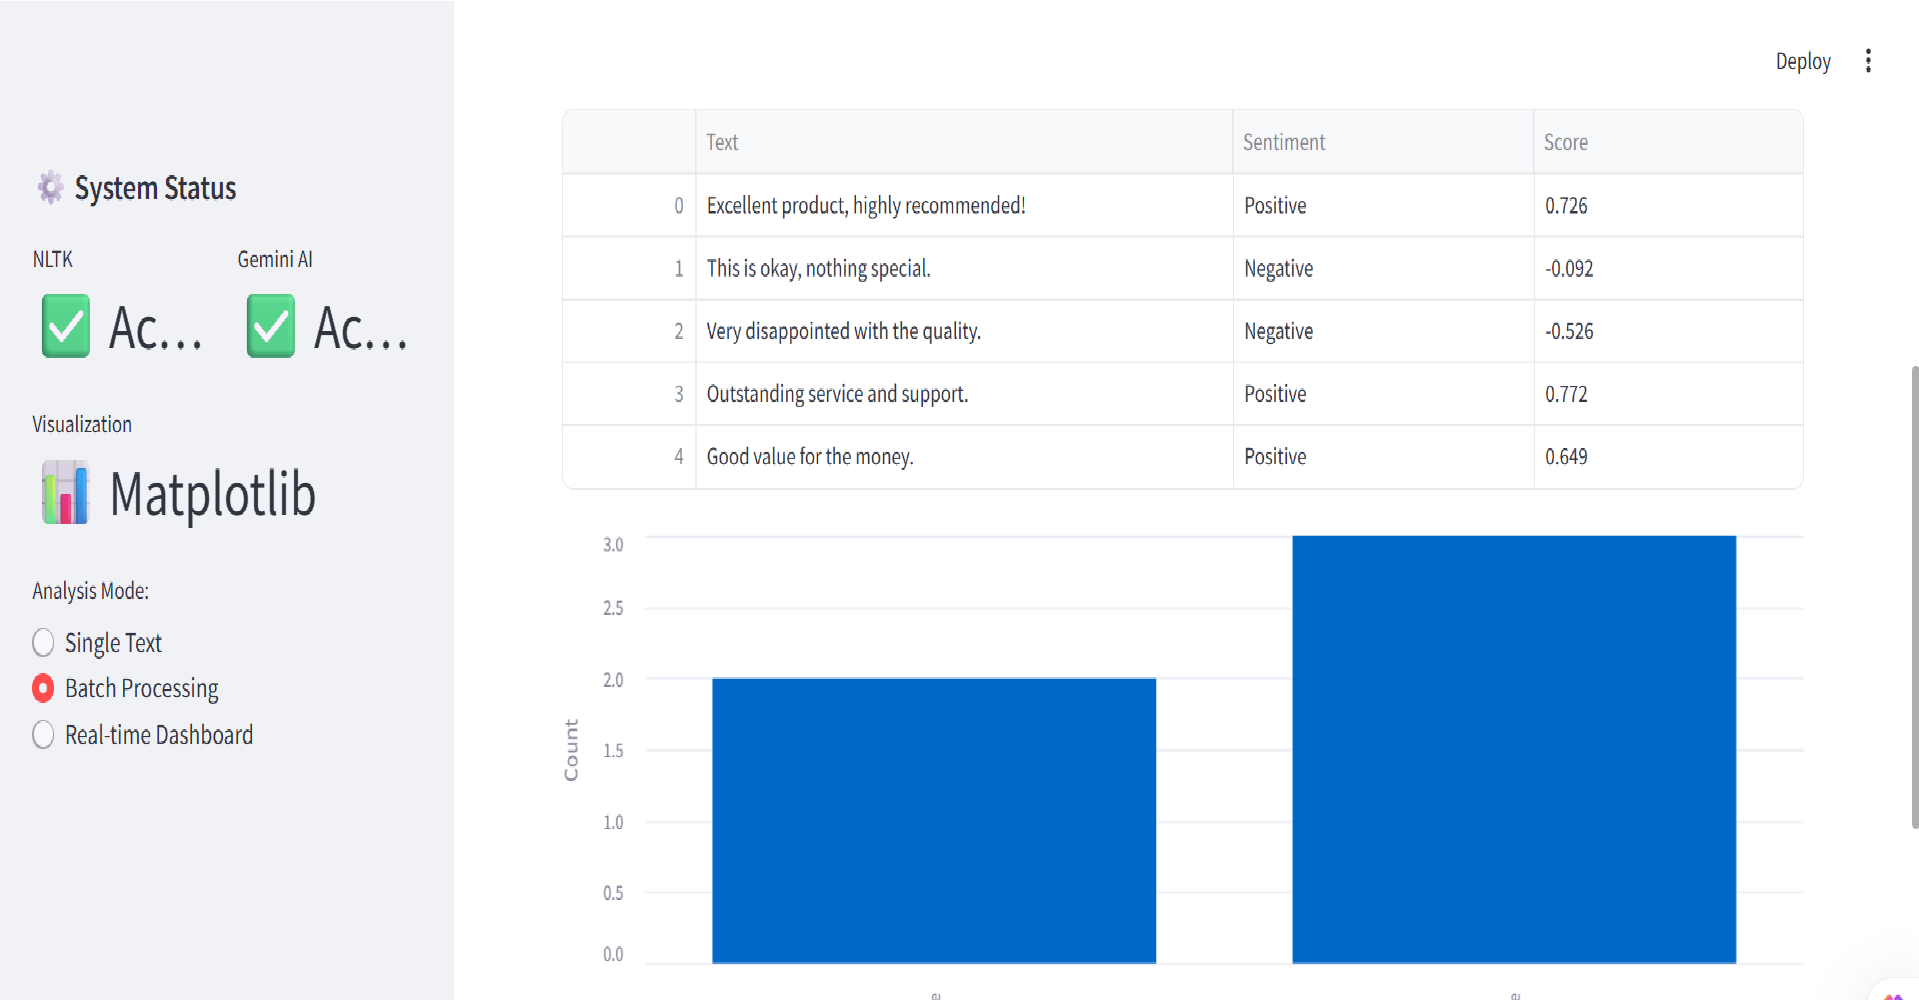 Deploy
System Status
NLTK Gemini AI
Ac... Ac...
Visualization
Matplotlib
Analysis Mode:
Single Text
Batch Processing
Real-time Dashboard
Text Sentiment Score
0 Excellent product, highly recommended! Positive 0.726
1 This is okay, nothing special. Negative -0.092
2 Very disappointed with the quality. Negative -0.526
3 Outstanding service and support. Positive 0.772
4 Good value for the money. Positive 0.649
3.0
2.5
2.0
1.5
1.0
0.5
0.0
Count
e e